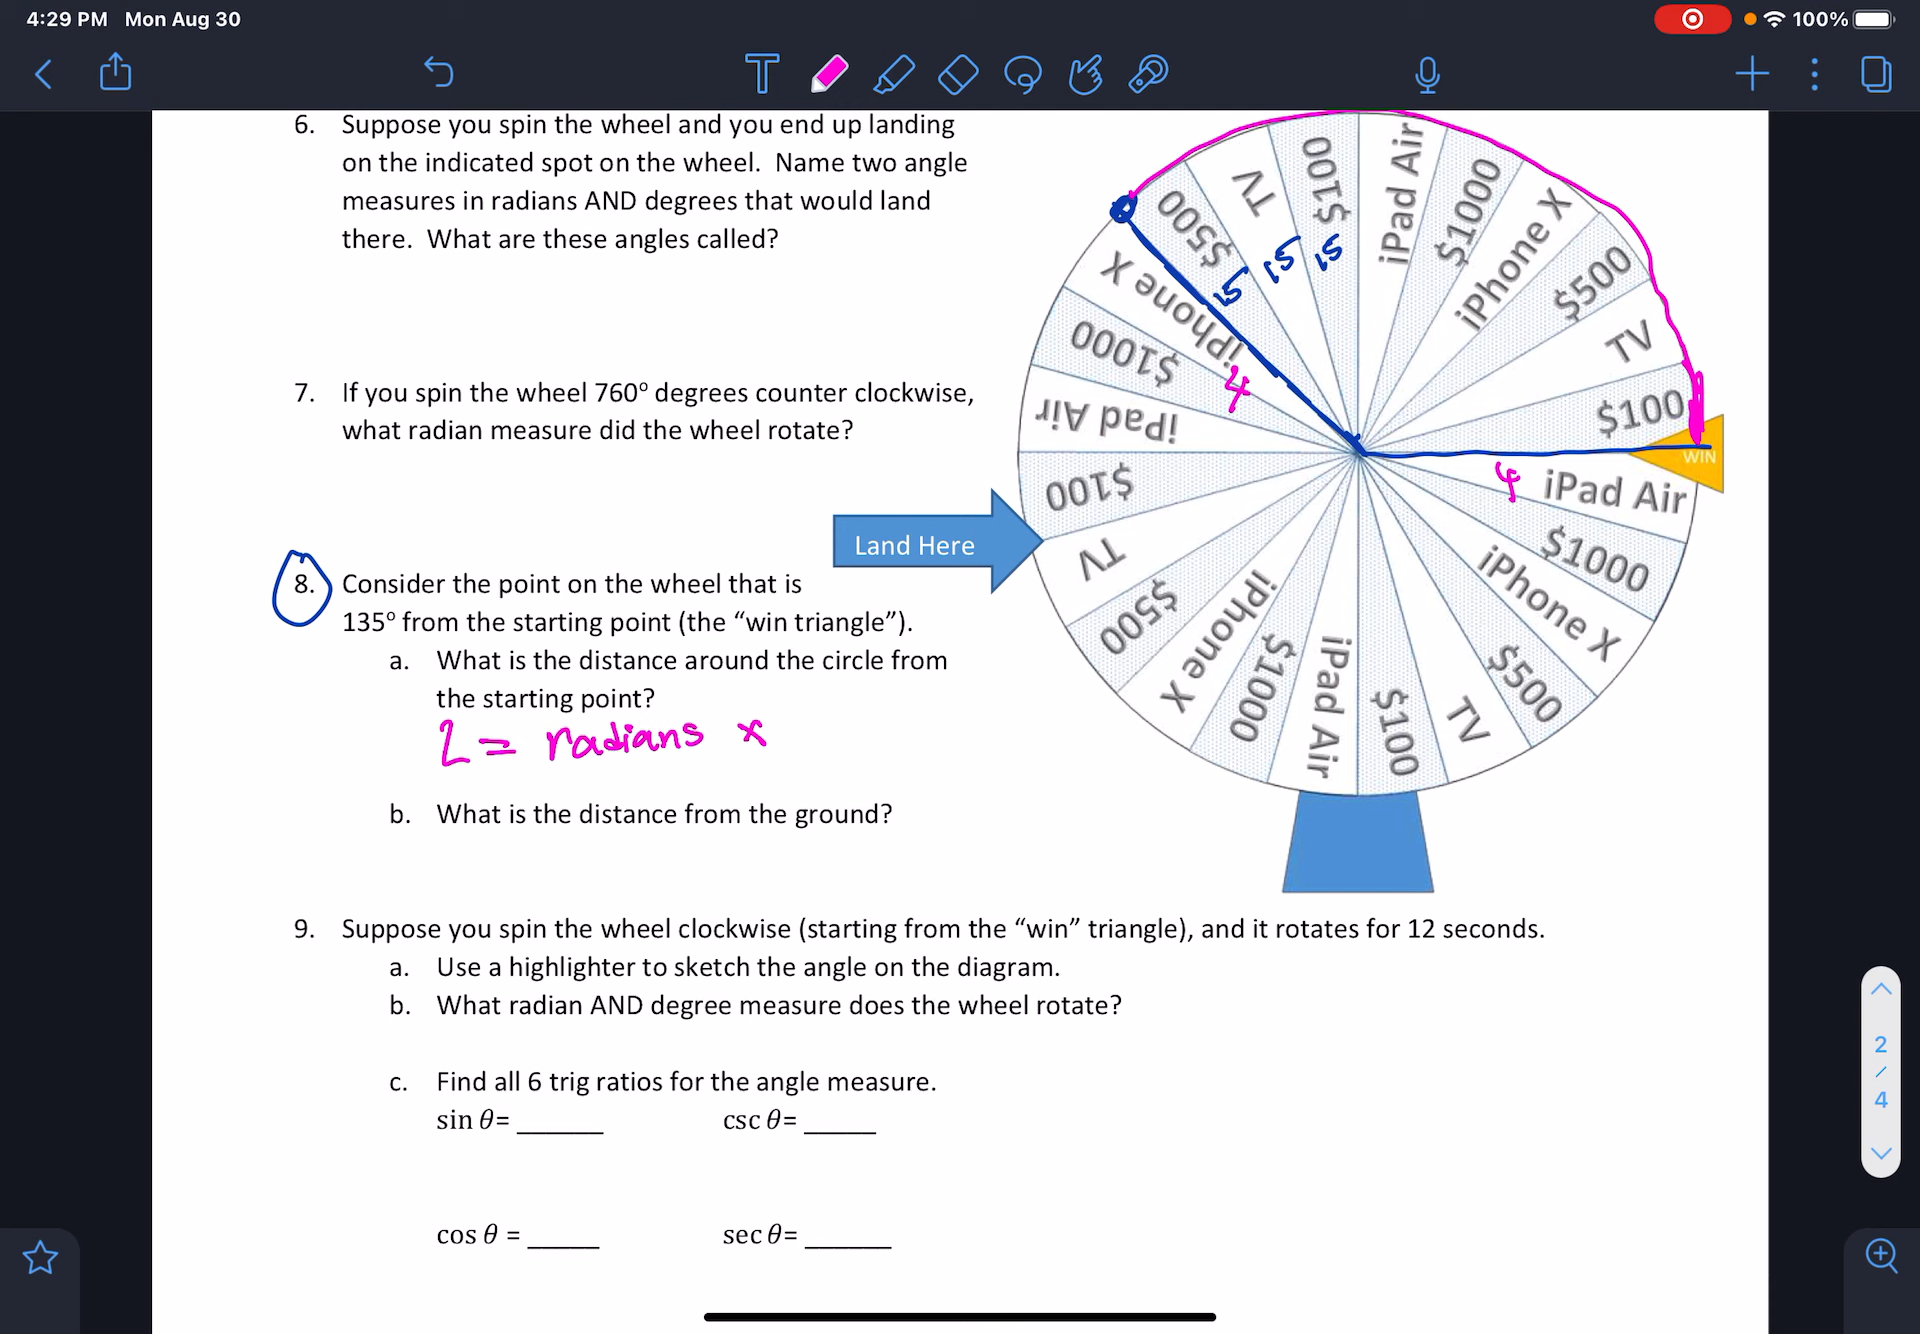 4:29 PM Mon Aug 30
100%
6. Suppose you spin the wheel and you end up landing
on the indicated spot on the wheel. Name two angle
measures in radians AND degrees that would land
there. What are these angles called?
7. If you spin the wheel 760º degrees counter clockwise,
what radian measure did the wheel rotate?
8. Consider the point on the wheel that is
135º from the starting point (the “win triangle”).
a. What is the distance around the circle from
the starting point?
L = radians x
b. What is the distance from the ground?
Land Here
$100
TV
$500
iPhone X
$1000
iPad Air
$100
TV
$500
iPhone X
$1000
iPad Air
$100
TV
$500
iPhone X
$1000
iPad Air
$100
TV
$500
iPhone X
$1000
iPad Air
WIN
15
15
15
4
4
9. Suppose you spin the wheel clockwise (starting from the “win” triangle), and it rotates for 12 seconds.
a. Use a highlighter to sketch the angle on the diagram.
b. What radian AND degree measure does the wheel rotate?
c. Find all 6 trig ratios for the angle measure.
sin θ= ______ csc θ= _____
cos θ = _____ sec θ= ______
2
/
4